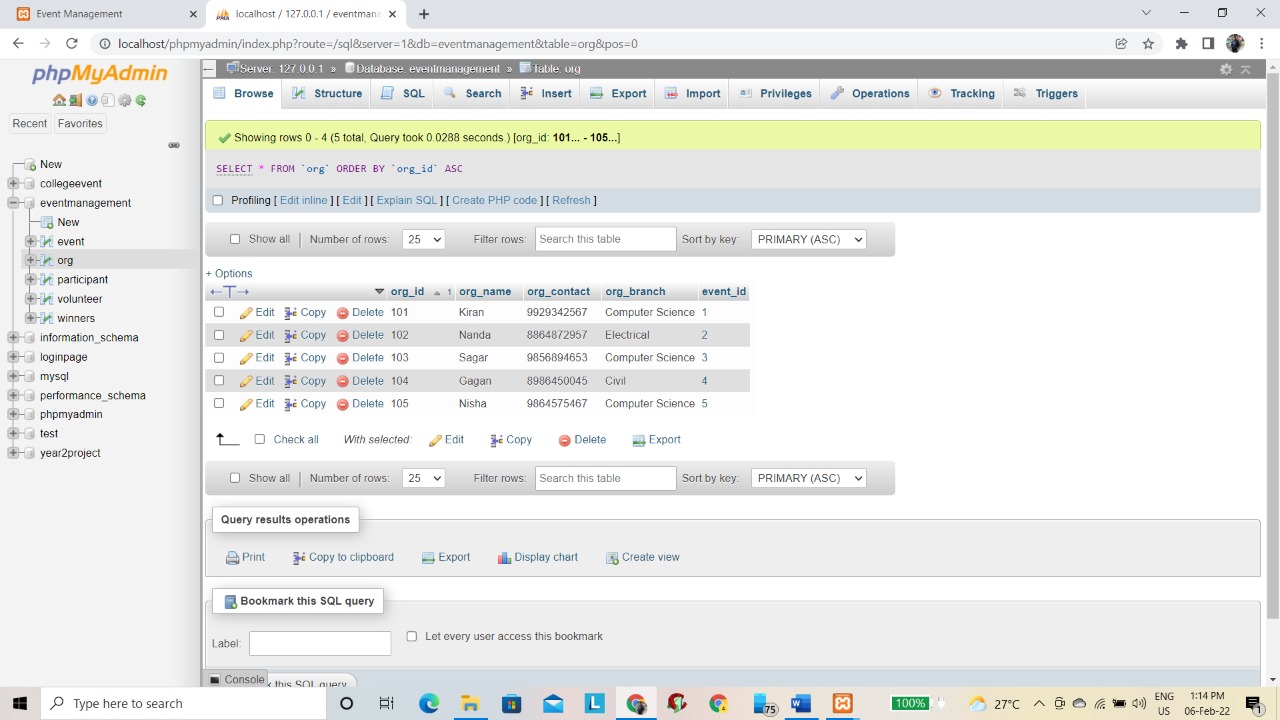 Event Management
localhost / 127.0.0.1 / eventmana
localhost/phpmyadmin/index.php?route=/sql&server=1&db=eventmanagement&table=org&pos=0
phpMyAdmin
Recent Favorites
New
collegeevent
eventmanagement
New
event
org
participant
volunteer
winners
information_schema
loginpage
mysql
performance_schema
phpmyadmin
test
year2project
Server: 127.0.0.1 » Database: eventmanagement » Table: org
Browse Structure SQL Search Insert Export Import Privileges Operations Tracking Triggers
Showing rows 0 - 4 (5 total, Query took 0.0288 seconds.) [org_id: 101... - 105...]
SELECT * FROM `org` ORDER BY `org_id` ASC
Profiling [ Edit inline ] [ Edit ] [ Explain SQL ] [ Create PHP code ] [ Refresh ]
Show all Number of rows: 25 Filter rows: Search this table Sort by key: PRIMARY (ASC)
+ Options
org_id 1 org_name org_contact org_branch event_id
Edit Copy Delete 101 Kiran 9929342567 Computer Science 1
Edit Copy Delete 102 Nanda 8864872957 Electrical 2
Edit Copy Delete 103 Sagar 9856894653 Computer Science 3
Edit Copy Delete 104 Gagan 8986450045 Civil 4
Edit Copy Delete 105 Nisha 9864575467 Computer Science 5
Check all With selected: Edit Copy Delete Export
Show all Number of rows: 25 Filter rows: Search this table Sort by key: PRIMARY (ASC)
Query results operations
Print Copy to clipboard Export Display chart Create view
Bookmark this SQL query
Label: Let every user access this bookmark
Console k this SQL query
Type here to search
L
75
W
100%
27°C
ENG
US
1:14 PM
06-Feb-22
1